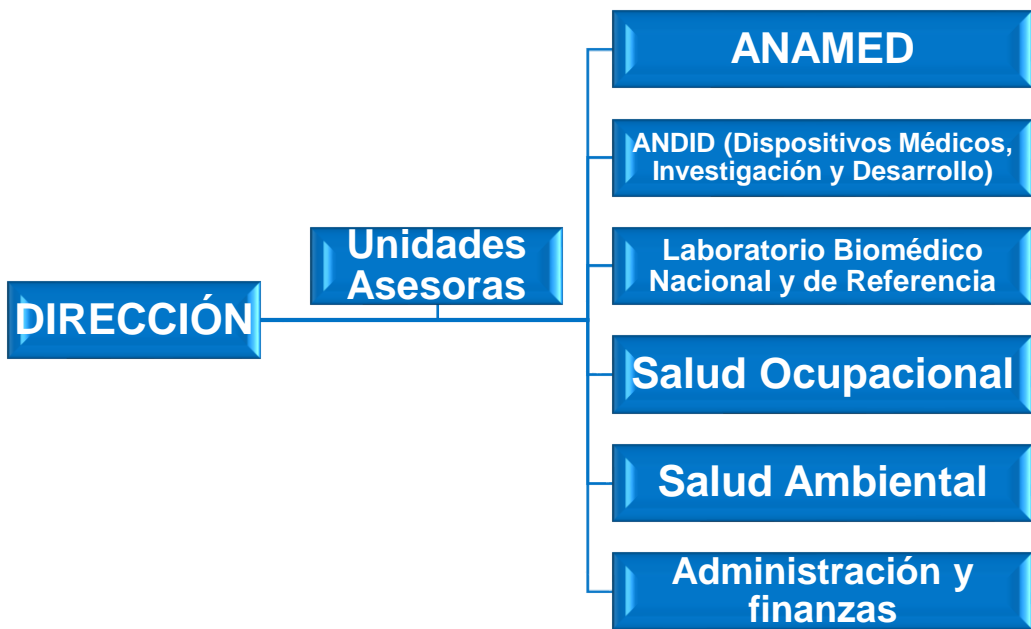 DIRECCIÓN
Unidades
Asesoras
ANAMED
ANDID (Dispositivos Médicos,
Investigación y Desarrollo)
Laboratorio Biomédico
Nacional y de Referencia
Salud Ocupacional
Salud Ambiental
Administración y
finanzas